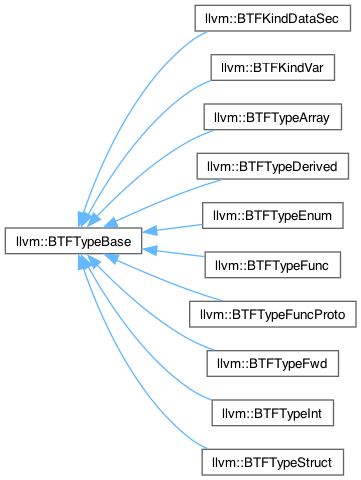 llvm::BTFKindDataSec
llvm::BTFKindVar
llvm::BTFTypeArray
llvm::BTFTypeDerived
llvm::BTFTypeEnum
llvm::BTFTypeBase
llvm::BTFTypeFunc
llvm::BTFTypeFuncProto
llvm::BTFTypeFwd
llvm::BTFTypeInt
llvm::BTFTypeStruct